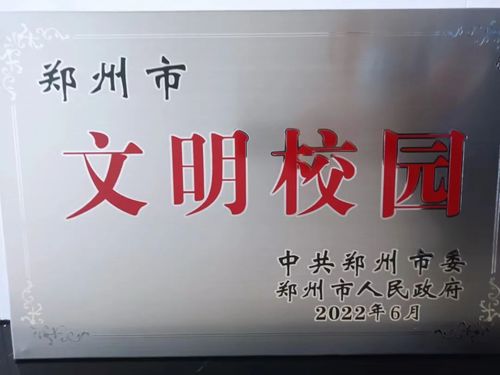 郑州市
文明校园
中共郑州市委
郑州市人民政府
2022年6月